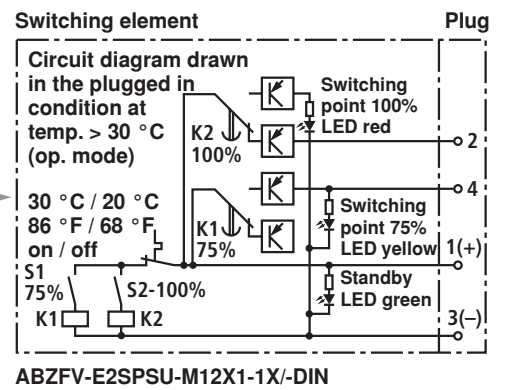 Switching element
Plug
Circuit diagram drawn
in the plugged in
condition at
temp. > 30 °C
(op. mode)
30 °C / 20 °C
86 °F / 68 °F
on / off
K2
100%
Switching
point 100%
LED red
2
4
K1
75%
Switching
point 75%
LED yellow
1(+)
S1
75%
S2-100%
Standby
LED green
K1
K2
3(–)
ABZFV-E2SPSU-M12X1-1X/-DIN